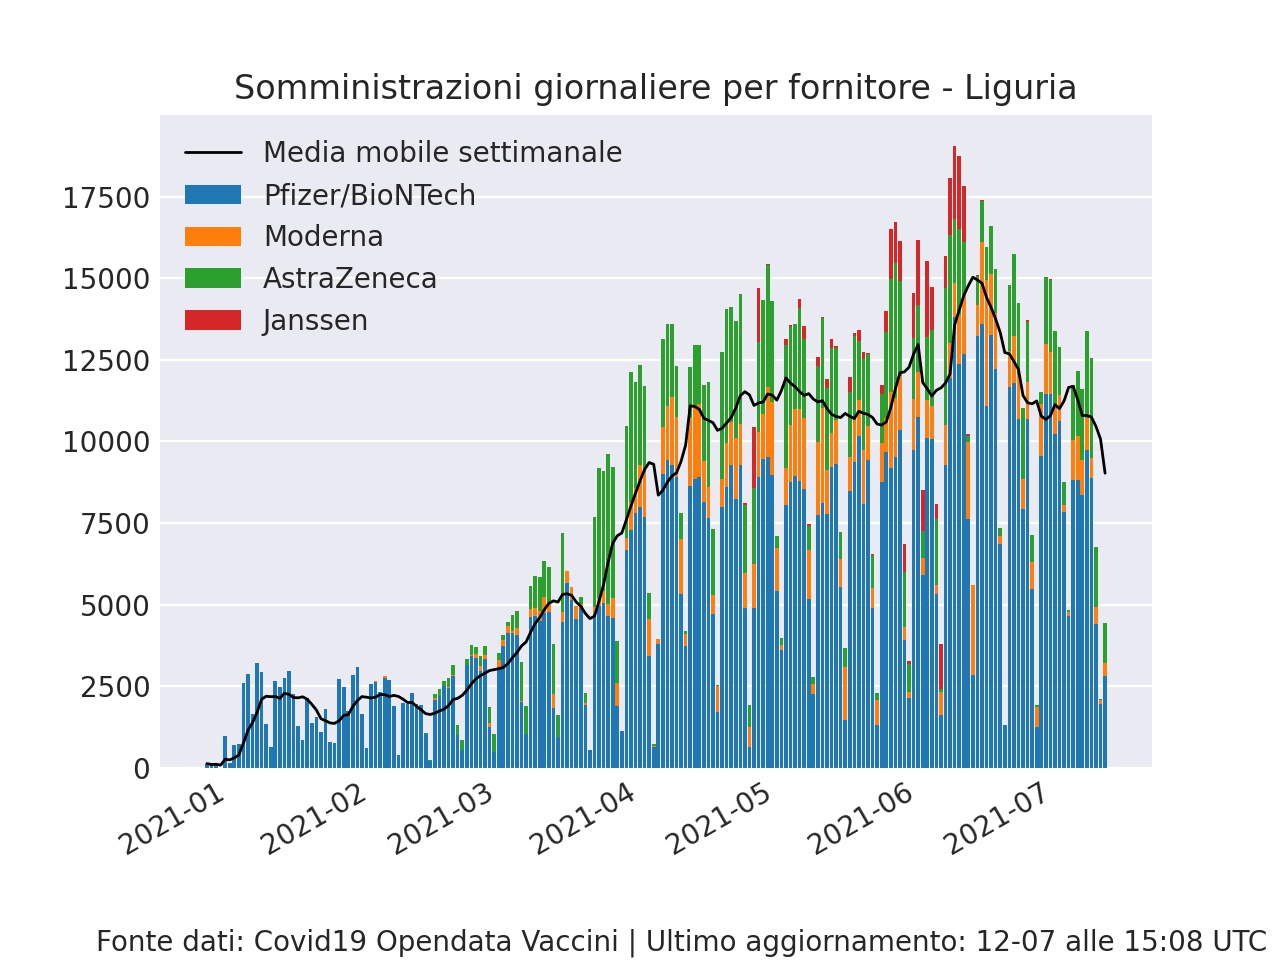 Somministrazioni giornaliere per fornitore - Liguria
Media mobile settimanale
Pfizer/BioNTech
Moderna
AstraZeneca
Janssen
17500
15000
12500
10000
7500
5000
2500
0
2021-01
2021-02
2021-03
2021-04
2021-05
2021-06
2021-07
Fonte dati: Covid19 Opendata Vaccini | Ultimo aggiornamento: 12-07 alle 15:08 UTC